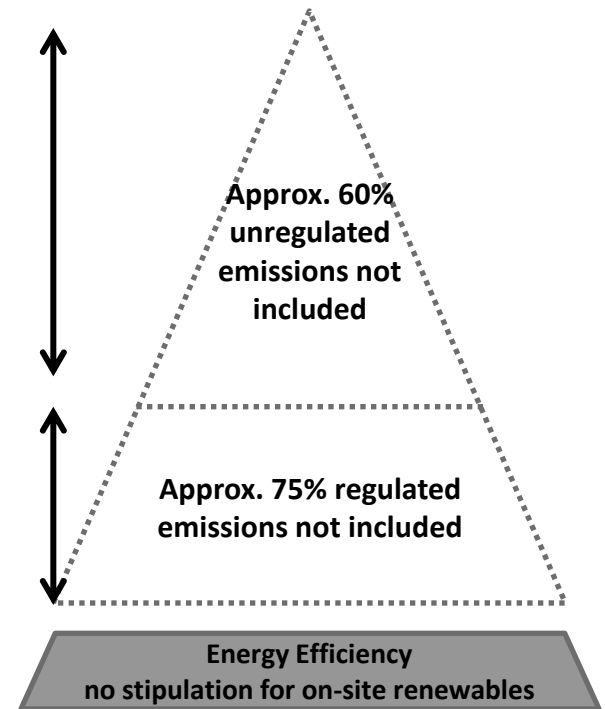 Approx. 60%
unregulated
emissions not
included
Approx. 75% regulated
emissions not included
Energy Efficiency
no stipulation for on-site renewables